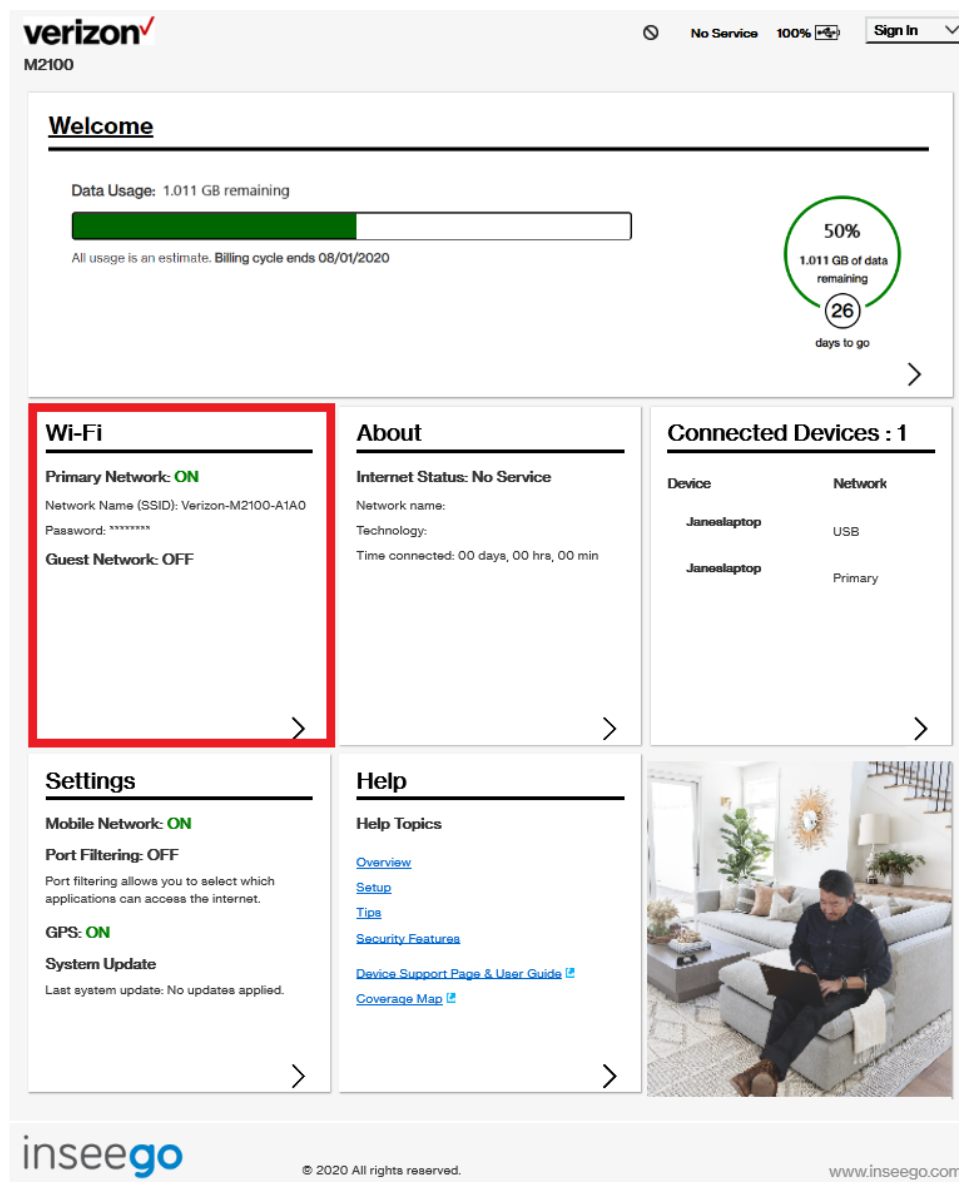 verizon
No Service 100% Sign In
M2100
Welcome
Data Usage: 1.011 GB remaining
All usage is an estimate. Billing cycle ends 08/01/2020
50%
1.011 GB of data
remaining
26
days to go
Wi-Fi
Primary Network: ON
Network Name (SSID): Verizon-M2100-A1A0
Password: ********
Guest Network: OFF
About
Internet Status: No Service
Network name:
Technology:
Time connected: 00 days, 00 hrs, 00 min
Connected Devices : 1
Device Network
Janeslaptop USB
Janeslaptop Primary
Settings
Mobile Network: ON
Port Filtering: OFF
Port filtering allows you to select which
applications can access the internet.
GPS: ON
System Update
Last system update: No updates applied.
Help
Help Topics
Overview
Setup
Tips
Security Features
Device Support Page & User Guide
Coverage Map
inseego
© 2020 All rights reserved.
www.inseego.com